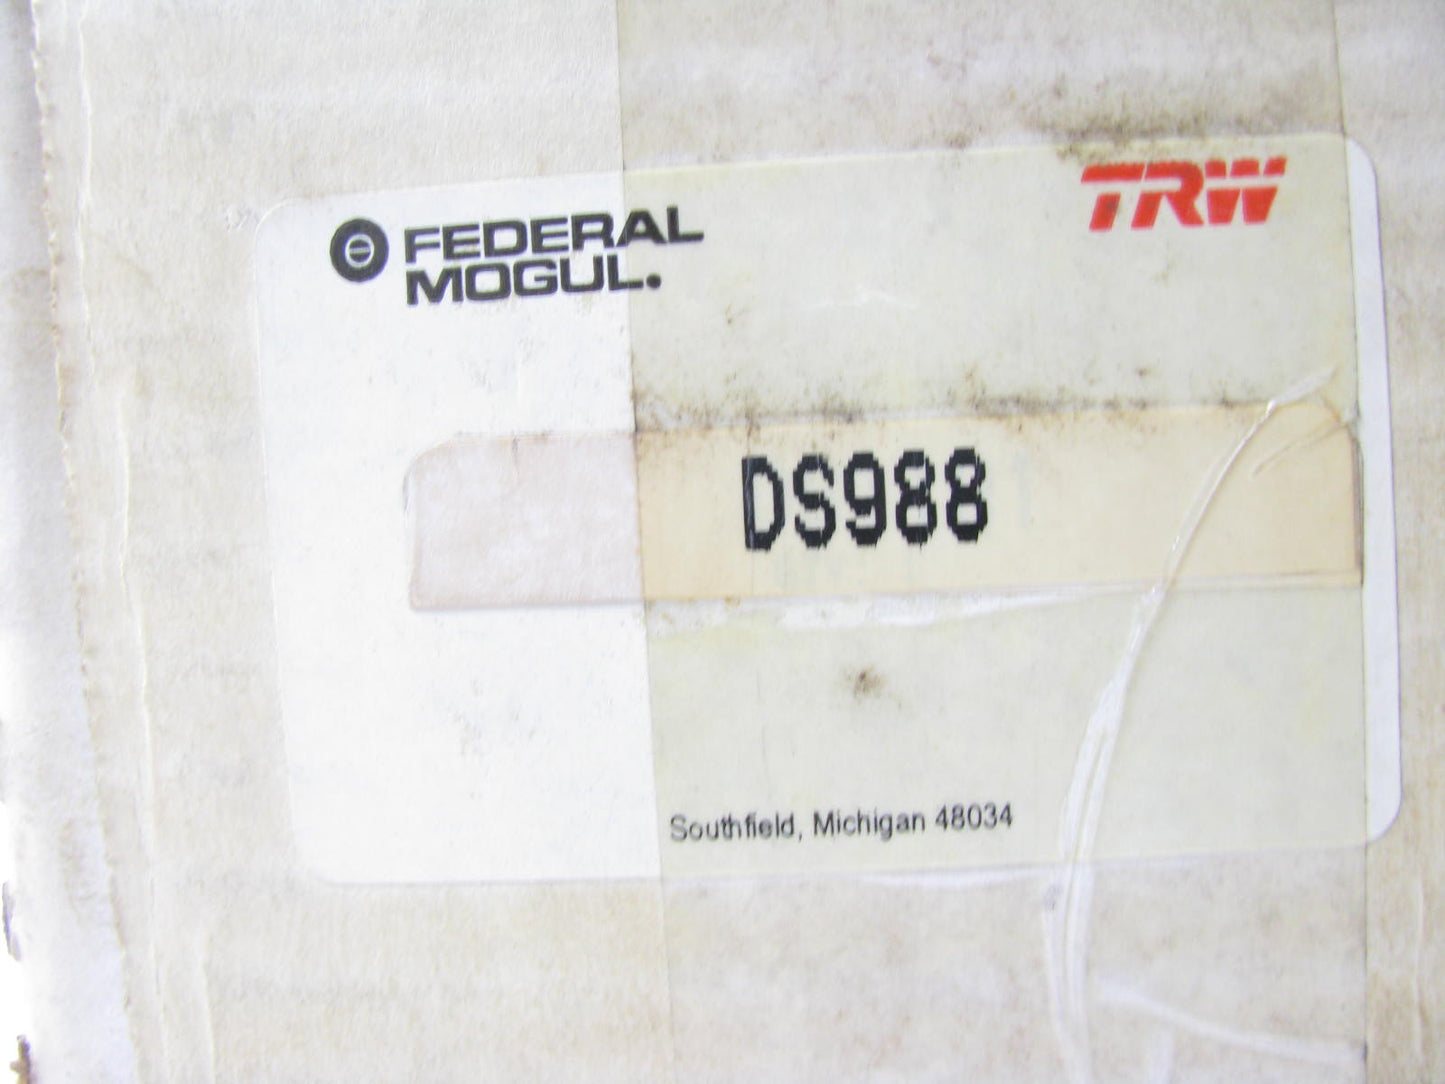 FEDERAL
MOGUL.
TRW
DS988
Southfield, Michigan 48034